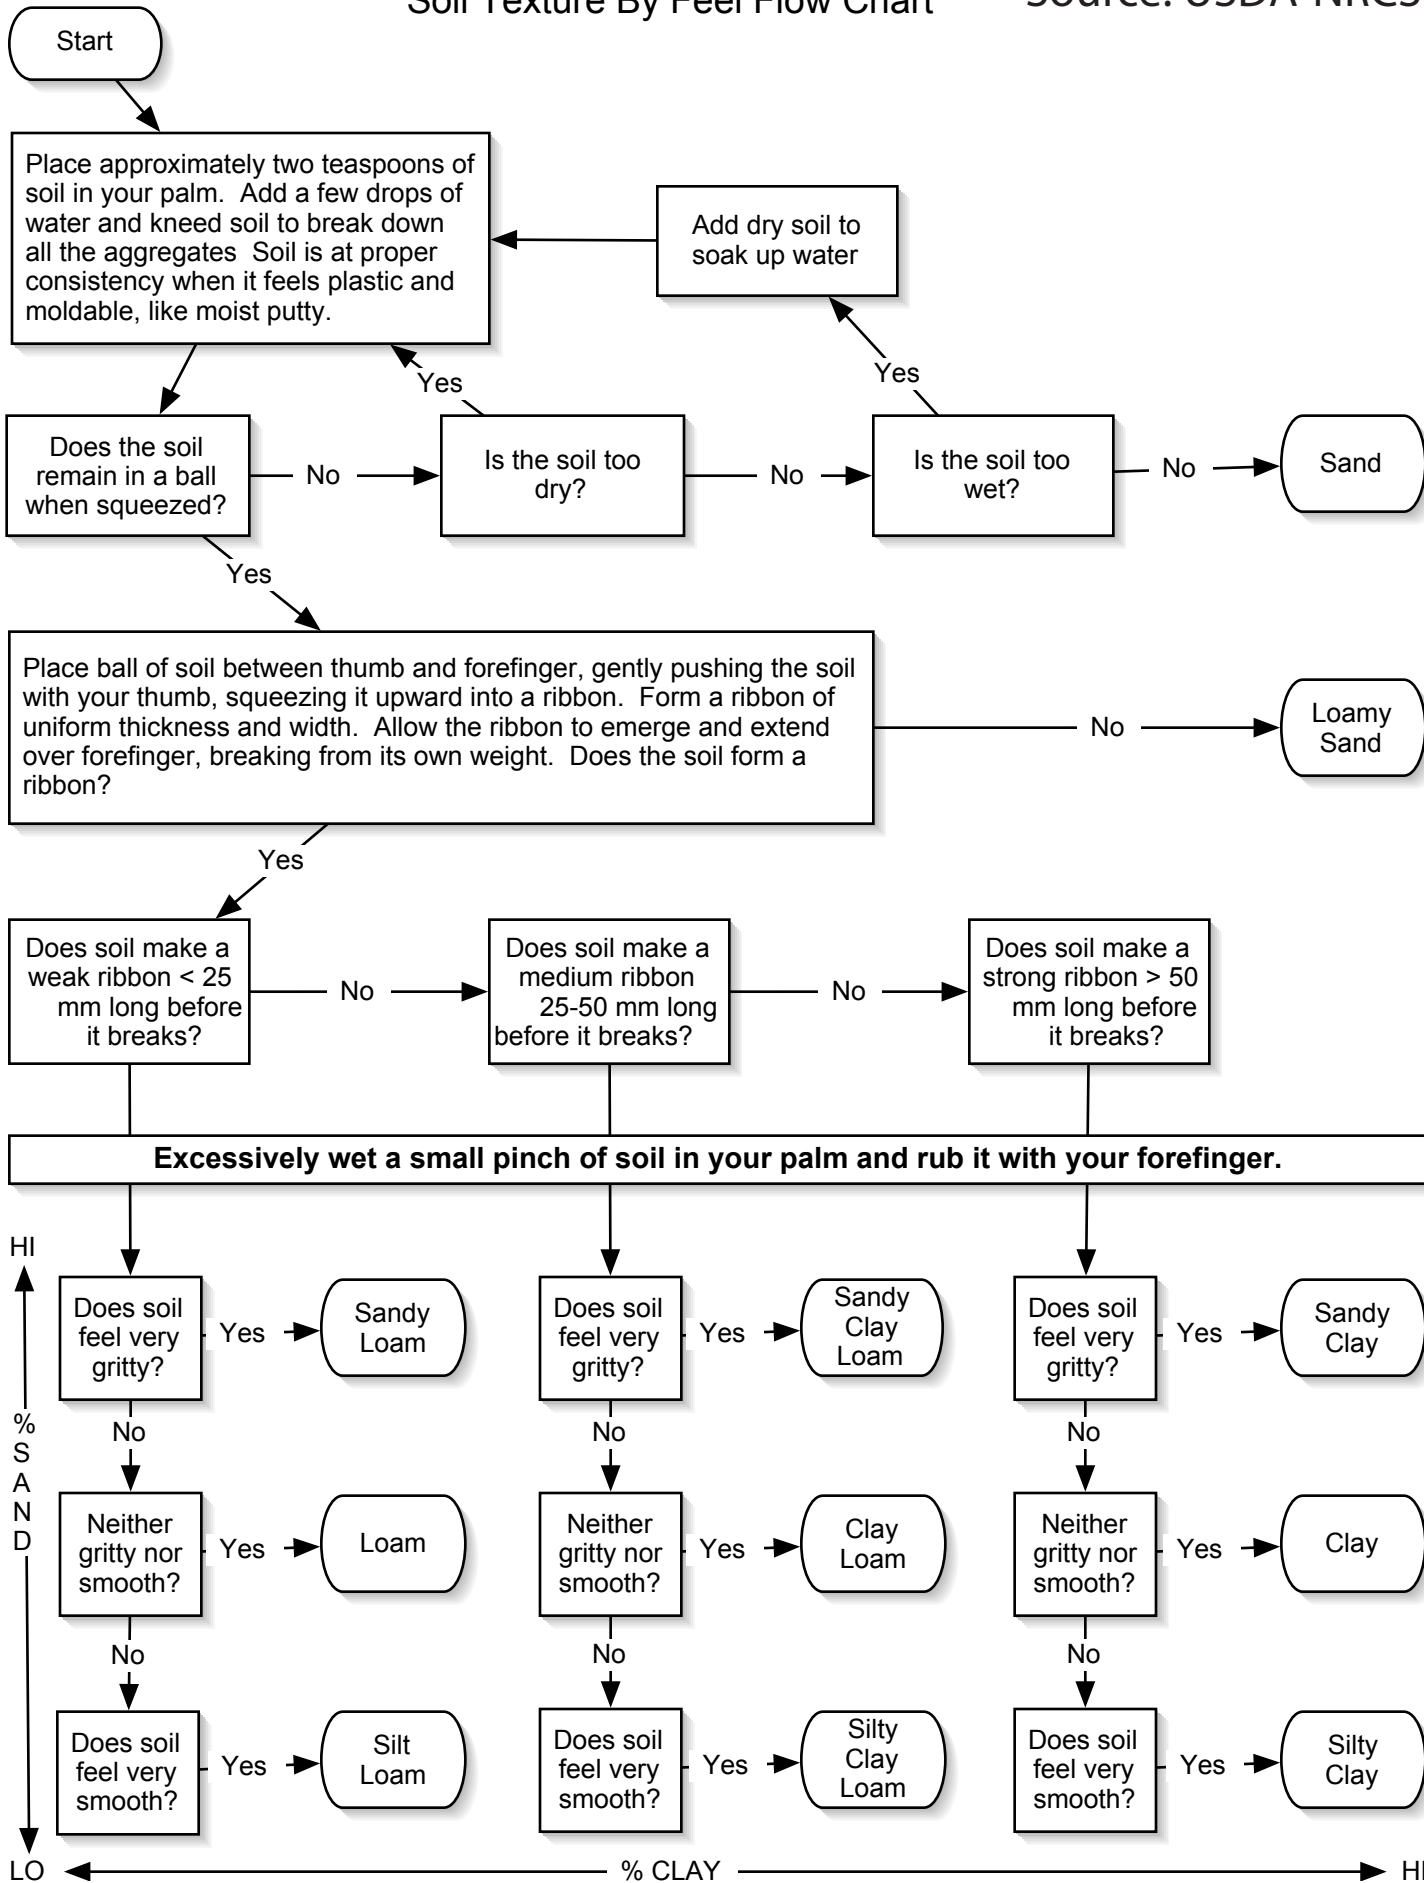 Soil Texture By Feel Flow Chart
Source: USDA-NRCS
Start
Place approximately two teaspoons of
soil in your palm. Add a few drops of
water and kneed soil to break down
all the aggregates Soil is at proper
consistency when it feels plastic and
moldable, like moist putty.
Add dry soil to
soak up water
Yes
Yes
Does the soil
remain in a ball
when squeezed?
No
Is the soil too
dry?
No
Is the soil too
wet?
No
Sand
Yes
Place ball of soil between thumb and forefinger, gently pushing the soil
with your thumb, squeezing it upward into a ribbon. Form a ribbon of
uniform thickness and width. Allow the ribbon to emerge and extend
over forefinger, breaking from its own weight. Does the soil form a
ribbon?
No
Loamy
Sand
Yes
Does soil make a
weak ribbon < 25
mm long before
it breaks?
No
Does soil make a
medium ribbon
25-50 mm long
before it breaks?
No
Does soil make a
strong ribbon > 50
mm long before
it breaks?
Excessively wet a small pinch of soil in your palm and rub it with your forefinger.
HI
% SAND
Does soil
feel very
gritty?
Yes
Sandy
Loam
Does soil
feel very
gritty?
Yes
Sandy
Clay
Loam
Does soil
feel very
gritty?
Yes
Sandy
Clay
No
No
No
Neither
gritty nor
smooth?
Yes
Loam
Neither
gritty nor
smooth?
Yes
Clay
Loam
Neither
gritty nor
smooth?
Yes
Clay
No
No
No
Does soil
feel very
smooth?
Yes
Silt
Loam
Does soil
feel very
smooth?
Yes
Silty
Clay
Loam
Does soil
feel very
smooth?
Yes
Silty
Clay
LO
% CLAY
HI